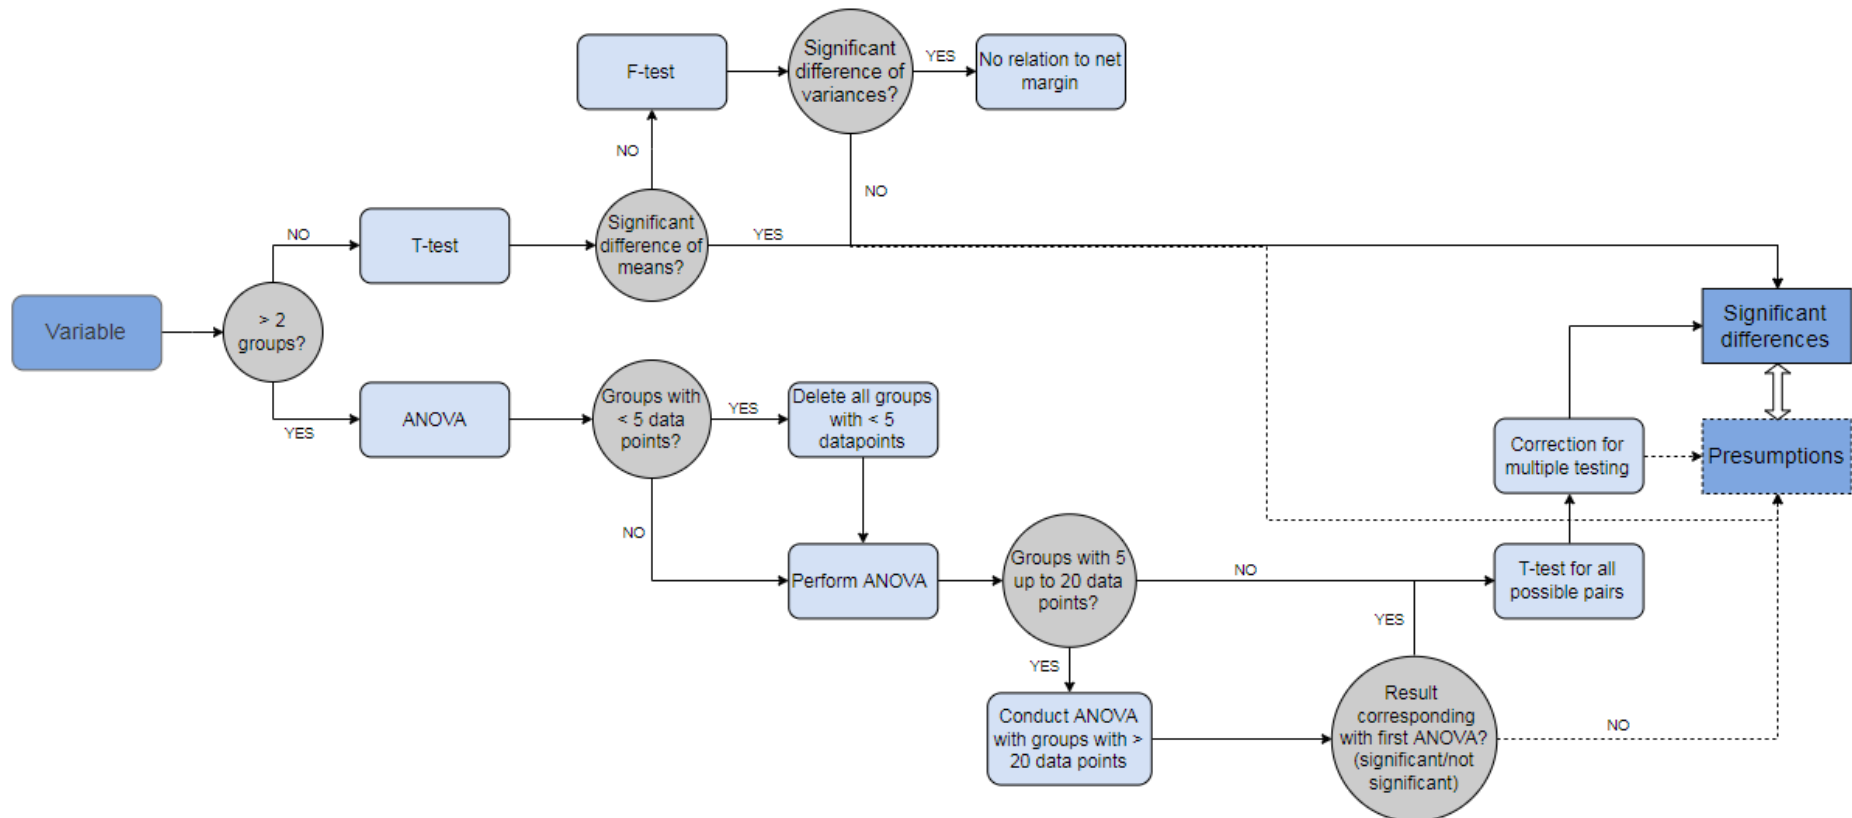 Significant
difference of
variances?
YES
No relation to net
margin
F-test
NO
NO
Significant
difference of
means?
YES
T-test
NO
> 2
groups?
Variable
YES
ANOVA
Groups with
< 5 data
points?
YES
Delete all groups
with < 5
datapoints
NO
Perform ANOVA
Groups with 5
up to 20 data
points?
NO
YES
Conduct ANOVA
with groups with >
20 data points
Result
corresponding
with first ANOVA?
(significant/not
significant)
YES
NO
T-test for all
possible pairs
Correction for
multiple testing
Significant
differences
Presumptions